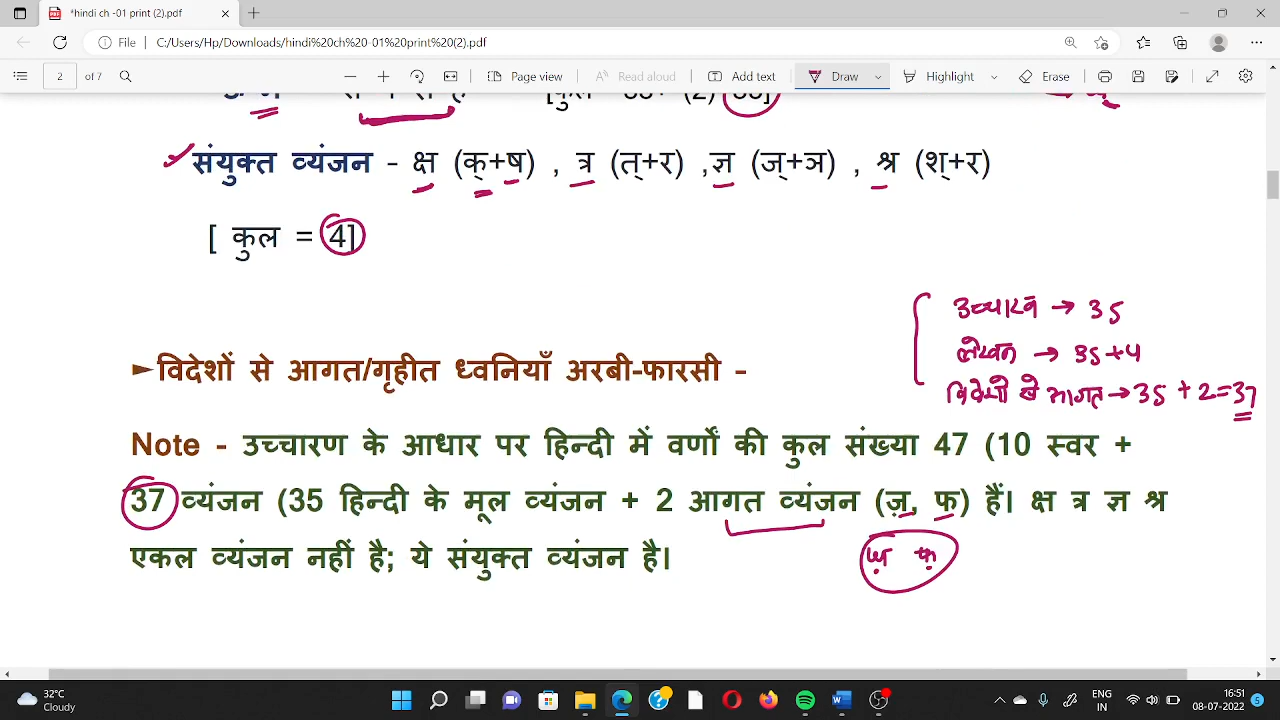 *hindi ch -01 print (2).pdf
File C:/Users/Hp/Downloads/hindi%20ch%20-01%20print%20(2).pdf
2 of 7 Page view Read aloud Add text Draw Highlight Erase
संयुक्त व्यंजन - क्ष (क्+ष) , त्र (त्+र) ,ज्ञ (ज्+ञ) , श्र (श्+र)
[ कुल = 4]
उच्चारण → 35
लेखन → 35+4
विदेशों से आगत → 35 + 2=37
►विदेशों से आगत/गृहीत ध्वनियाँ अरबी-फारसी -
Note - उच्चारण के आधार पर हिन्दी में वर्णों की कुल संख्या 47 (10 स्वर +
37 व्यंजन (35 हिन्दी के मूल व्यंजन + 2 आगत व्यंजन (ज़, फ) हैं। क्ष त्र ज्ञ श्र
एकल व्यंजन नहीं है; ये संयुक्त व्यंजन है।
ज़ फ़
32°C
Cloudy
ENG
IN
16:51
08-07-2022
5